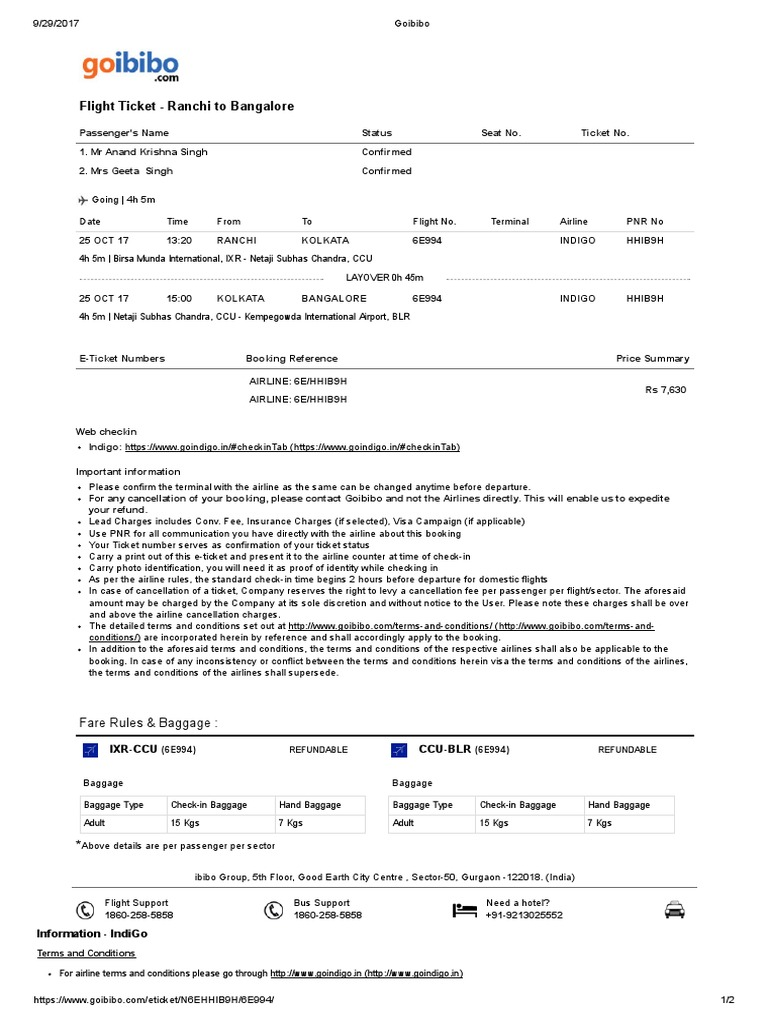 9/29/2017 Goibibo
goibibo
.com
Flight Ticket - Ranchi to Bangalore
Passenger's Name Status Seat No. Ticket No.
1. Mr Anand Krishna Singh Confirmed
2. Mrs Geeta Singh Confirmed
Going | 4h 5m
Date Time From To Flight No. Terminal Airline PNR No
25 OCT 17 13:20 RANCHI KOLKATA 6E994 INDIGO HHIB9H
4h 5m | Birsa Munda International, IXR - Netaji Subhas Chandra, CCU
LAYOVER 0h 45m
25 OCT 17 15:00 KOLKATA BANGALORE 6E994 INDIGO HHIB9H
4h 5m | Netaji Subhas Chandra, CCU - Kempegowda International Airport, BLR
E-Ticket Numbers Booking Reference Price Summary
AIRLINE: 6E/HHIB9H
Rs 7,630
AIRLINE: 6E/HHIB9H
Web checkin
• Indigo: https://www.goindigo.in/#checkinTab (https://www.goindigo.in/#checkinTab)
Important information
• Please confirm the terminal with the airline as the same can be changed anytime before departure.
• For any cancellation of your booking, please contact Goibibo and not the Airlines directly. This will enable us to expedite
your refund.
• Lead Charges includes Conv. Fee, Insurance Charges (if selected), Visa Campaign (if applicable)
• Use PNR for all communication you have directly with the airline about this booking
• Your Ticket number serves as confirmation of your ticket status
• Carry a print out of this e-ticket and present it to the airline counter at time of check-in
• Carry photo identification, you will need it as proof of identity while checking in
• As per the airline rules, the standard check-in time begins 2 hours before departure for domestic flights
• In case of cancellation of a ticket, Company reserves the right to levy a cancellation fee per passenger per flight/sector. The aforesaid
amount may be charged by the Company at its sole discretion and without notice to the User. Please note these charges shall be over
and above the airline cancellation charges.
• The detailed terms and conditions set out at http://www.goibibo.com/terms-and-conditions/ (http://www.goibibo.com/terms-and-
conditions/) are incorporated herein by reference and shall accordingly apply to the booking.
• In addition to the aforesaid terms and conditions, the terms and conditions of the respective airlines shall also be applicable to the
booking. In case of any inconsistency or conflict between the terms and conditions herein visa the terms and conditions of the airlines,
the terms and conditions of the airlines shall supersede.
Fare Rules & Baggage :
IXR-CCU (6E994) REFUNDABLE CCU-BLR (6E994) REFUNDABLE
Baggage Baggage
Baggage Type Check-in Baggage Hand Baggage Baggage Type Check-in Baggage Hand Baggage
Adult 15 Kgs 7 Kgs Adult 15 Kgs 7 Kgs
*Above details are per passenger per sector
ibibo Group, 5th Floor, Good Earth City Centre , Sector-50, Gurgaon -122018. (India)
Flight Support Bus Support Need a hotel?
1860-258-5858 1860-258-5858 +91-9213025552
Information - IndiGo
Terms and Conditions
• For airline terms and conditions please go through http://www.goindigo.in (http://www.goindigo.in)
https://www.goibibo.com/eticket/N6EHHIB9H/6E994/ 1/2